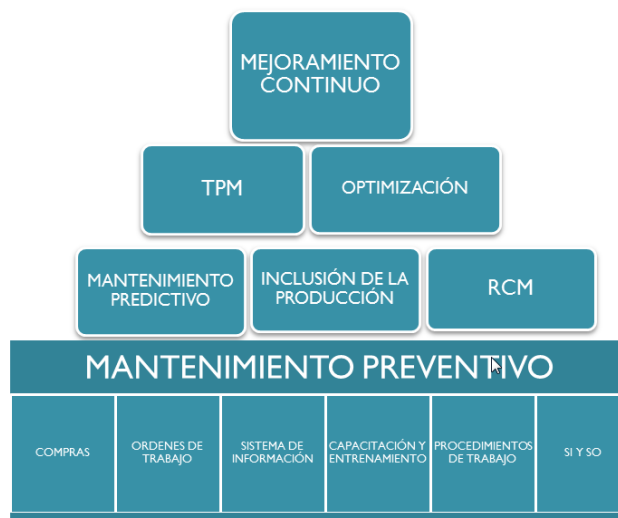 MEJORAMIENTO
CONTINUO
TPM
OPTIMIZACIÓN
MANTENIMIENTO
PREDICTIVO
INCLUSIÓN DE LA
PRODUCCIÓN
RCM
MANTENIMIENTO PREVENTIVO
COMPRAS
ORDENES DE
TRABAJO
SISTEMA DE
INFORMACIÓN
CAPACITACIÓN Y
ENTRENAMIENTO
PROCEDIMIENTOS
DE TRABAJO
SI Y SO